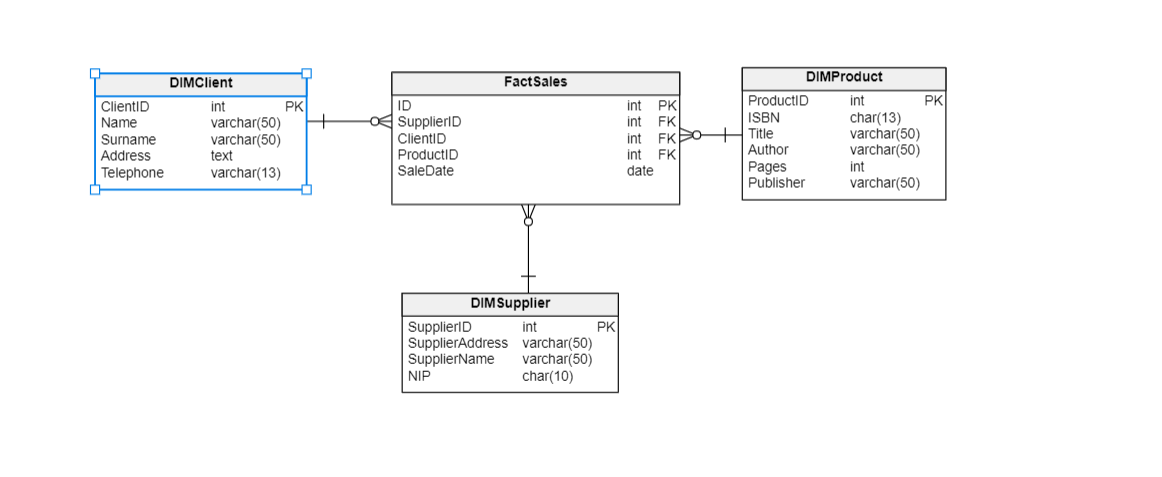 DIMClient
ClientID int PK
Name varchar(50)
Surname varchar(50)
Address text
Telephone varchar(13)
FactSales
ID int PK
SupplierID int FK
ClientID int FK
ProductID int FK
SaleDate date
DIMProduct
ProductID int PK
ISBN char(13)
Title varchar(50)
Author varchar(50)
Pages int
Publisher varchar(50)
DIMSupplier
SupplierID int PK
SupplierAddress varchar(50)
SupplierName varchar(50)
NIP char(10)